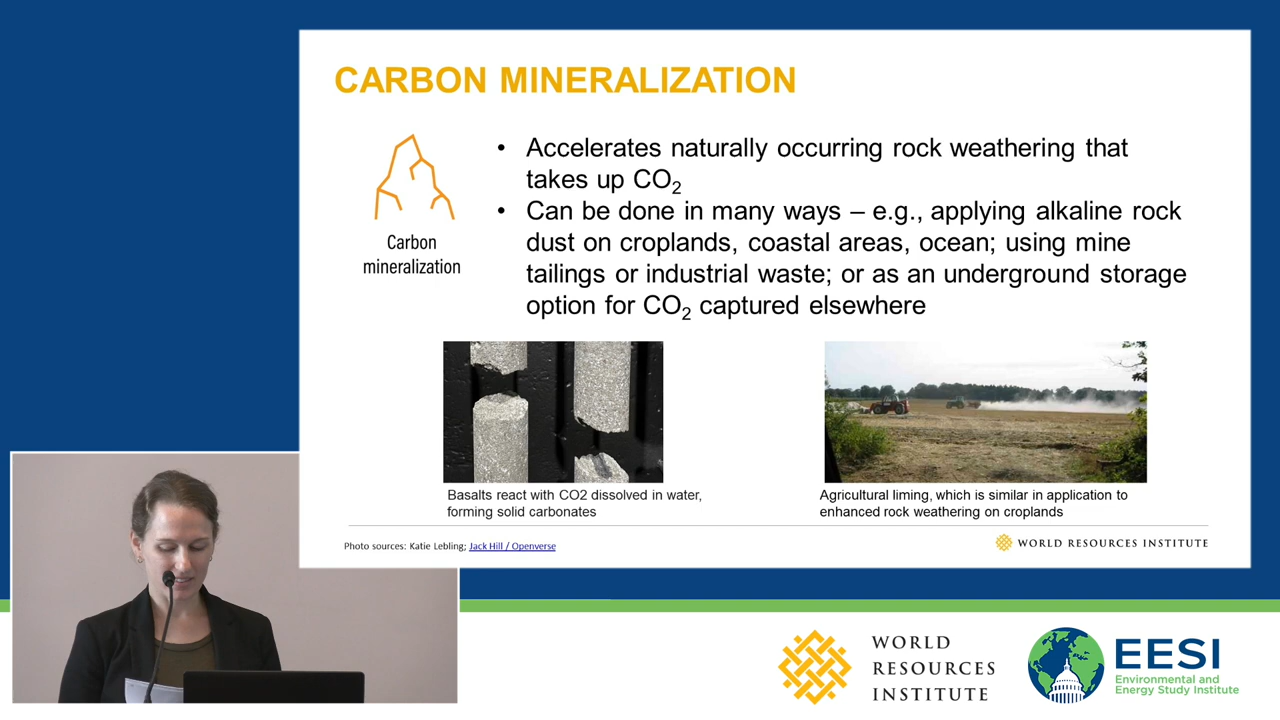 CARBON MINERALIZATION
• Accelerates naturally occurring rock weathering that
takes up CO₂
• Can be done in many ways – e.g., applying alkaline rock
dust on croplands, coastal areas, ocean; using mine
tailings or industrial waste; or as an underground storage
option for CO₂ captured elsewhere
Carbon
mineralization
Basalts react with CO2 dissolved in water,
forming solid carbonates
Agricultural liming, which is similar in application to
enhanced rock weathering on croplands
Photo sources: Katie Lebling; Jack Hill / Openverse
WORLD RESOURCES INSTITUTE
WORLD
RESOURCES
INSTITUTE
EESI
Environmental and
Energy Study Institute